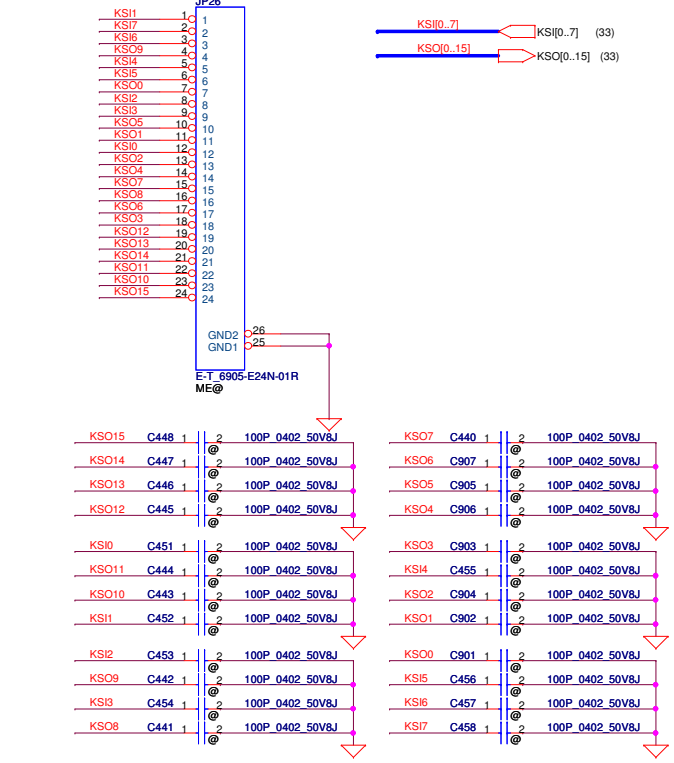 JP26
KSI1 1 1
KSI7 2 2
KSI6 3 3
KSO9 4 4
KSI4 5 5
KSI5 6 6
KSO0 7 7
KSI2 8 8
KSI3 9 9
KSO5 10 10
KSO1 11 11
KSI0 12 12
KSO2 13 13
KSO4 14 14
KSO7 15 15
KSO8 16 16
KSO6 17 17
KSO3 18 18
KSO12 19 19
KSO13 20 20
KSO14 21 21
KSO11 22 22
KSO10 23 23
KSO15 24 24
GND2 26
GND1 25
E-T_6905-E24N-01R
ME@
KSI[0..7] KSI[0..7] (33)
KSO[0..15] KSO[0..15] (33)
KSO15 C448 1 2 100P_0402_50V8J
@
KSO14 C447 1 2 100P_0402_50V8J
@
KSO13 C446 1 2 100P_0402_50V8J
@
KSO12 C445 1 2 100P_0402_50V8J
@
KSI0 C451 1 2 100P_0402_50V8J
@
KSO11 C444 1 2 100P_0402_50V8J
@
KSO10 C443 1 2 100P_0402_50V8J
@
KSI1 C452 1 2 100P_0402_50V8J
@
KSI2 C453 1 2 100P_0402_50V8J
@
KSO9 C442 1 2 100P_0402_50V8J
@
KSI3 C454 1 2 100P_0402_50V8J
@
KSO8 C441 1 2 100P_0402_50V8J
@
KSO7 C440 1 2 100P_0402_50V8J
@
KSO6 C907 1 2 100P_0402_50V8J
@
KSO5 C905 1 2 100P_0402_50V8J
@
KSO4 C906 1 2 100P_0402_50V8J
@
KSO3 C903 1 2 100P_0402_50V8J
@
KSI4 C455 1 2 100P_0402_50V8J
@
KSO2 C904 1 2 100P_0402_50V8J
@
KSO1 C902 1 2 100P_0402_50V8J
@
KSO0 C901 1 2 100P_0402_50V8J
@
KSI5 C456 1 2 100P_0402_50V8J
@
KSI6 C457 1 2 100P_0402_50V8J
@
KSI7 C458 1 2 100P_0402_50V8J
@